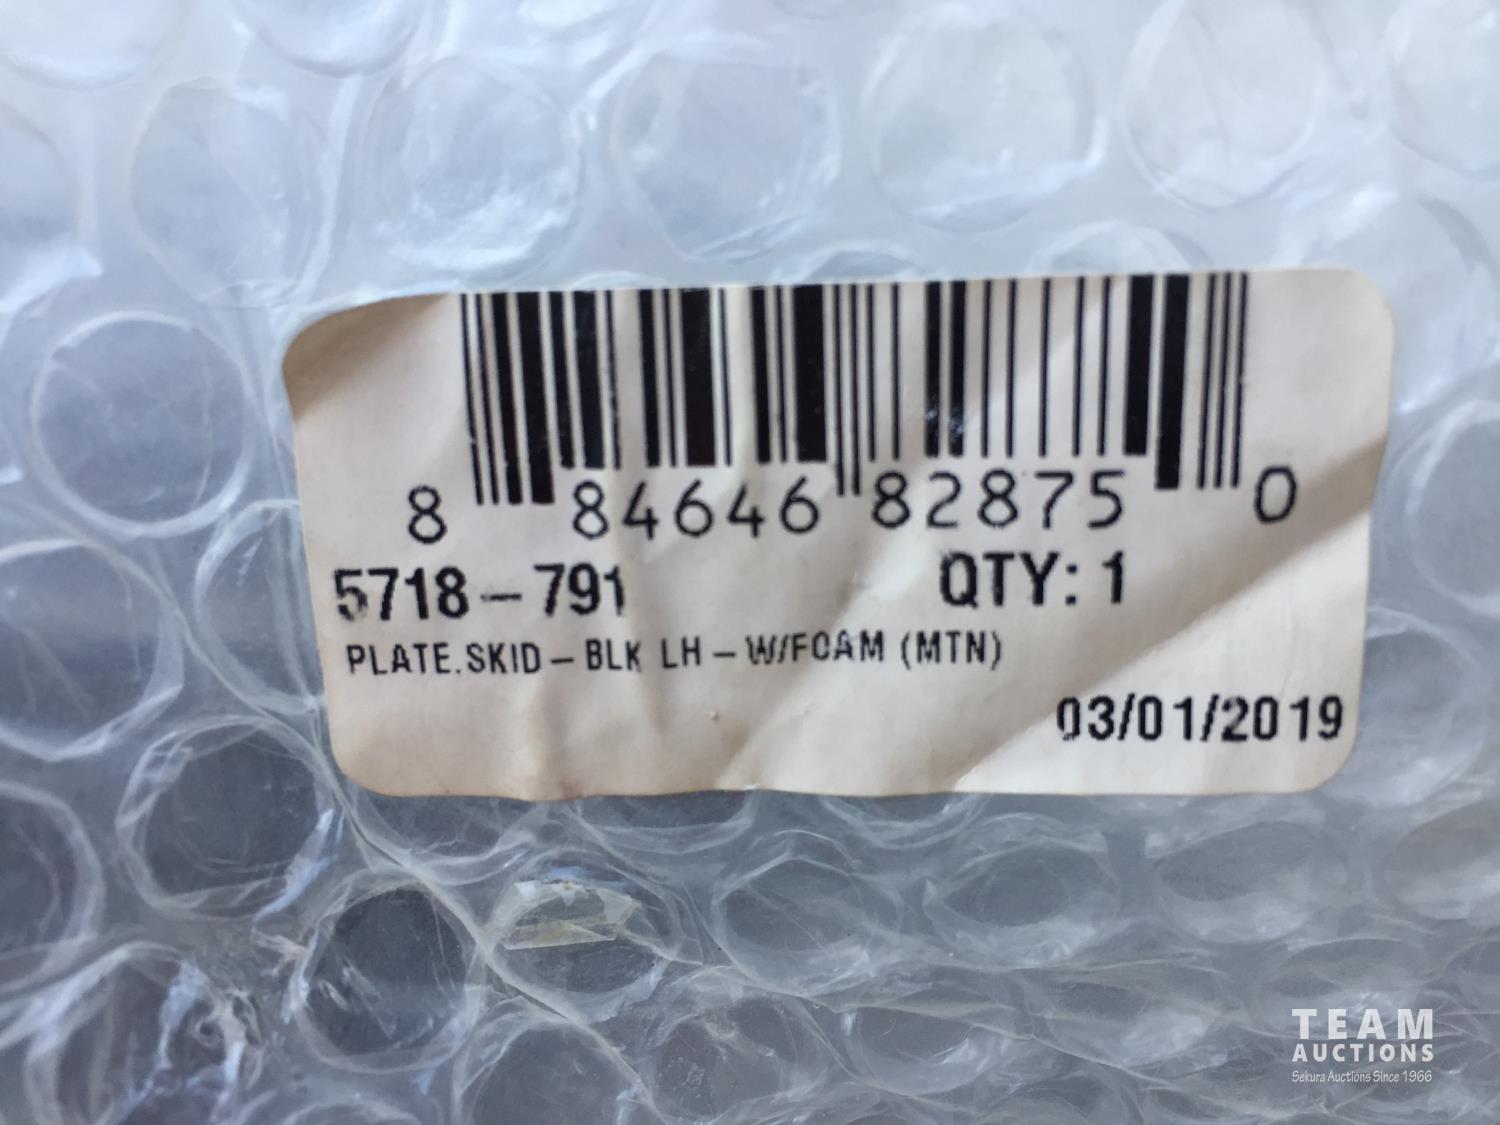 8 84646 82875 0
5718-791 QTY: 1
PLATE.SKID-BLK LH-W/FOAM (MTN)
03/01/2019
TEAM
AUCTIONS
Sekura Auctions Since 1966